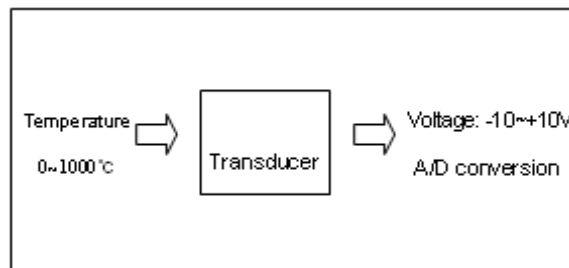 Temperature
0~1000℃
Transducer
Voltage: -10~+10V
A/D conversion